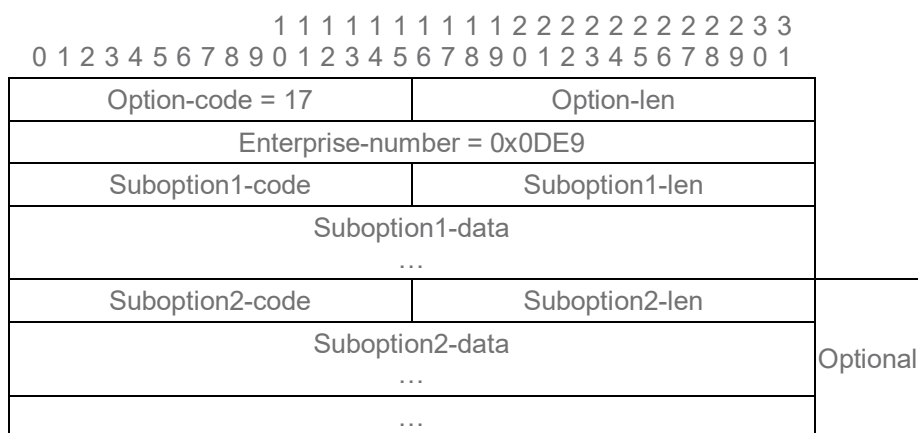 1 1 1 1 1 1 1 1 1 1 2 2 2 2 2 2 2 2 2 2 3 3
0 1 2 3 4 5 6 7 8 9 0 1 2 3 4 5 6 7 8 9 0 1 2 3 4 5 6 7 8 9 0 1
Option-code = 17 Option-len
Enterprise-number = 0x0DE9
Suboption1-code Suboption1-len
Suboption1-data
...
Suboption2-code Suboption2-len
Suboption2-data
Optional
...
...